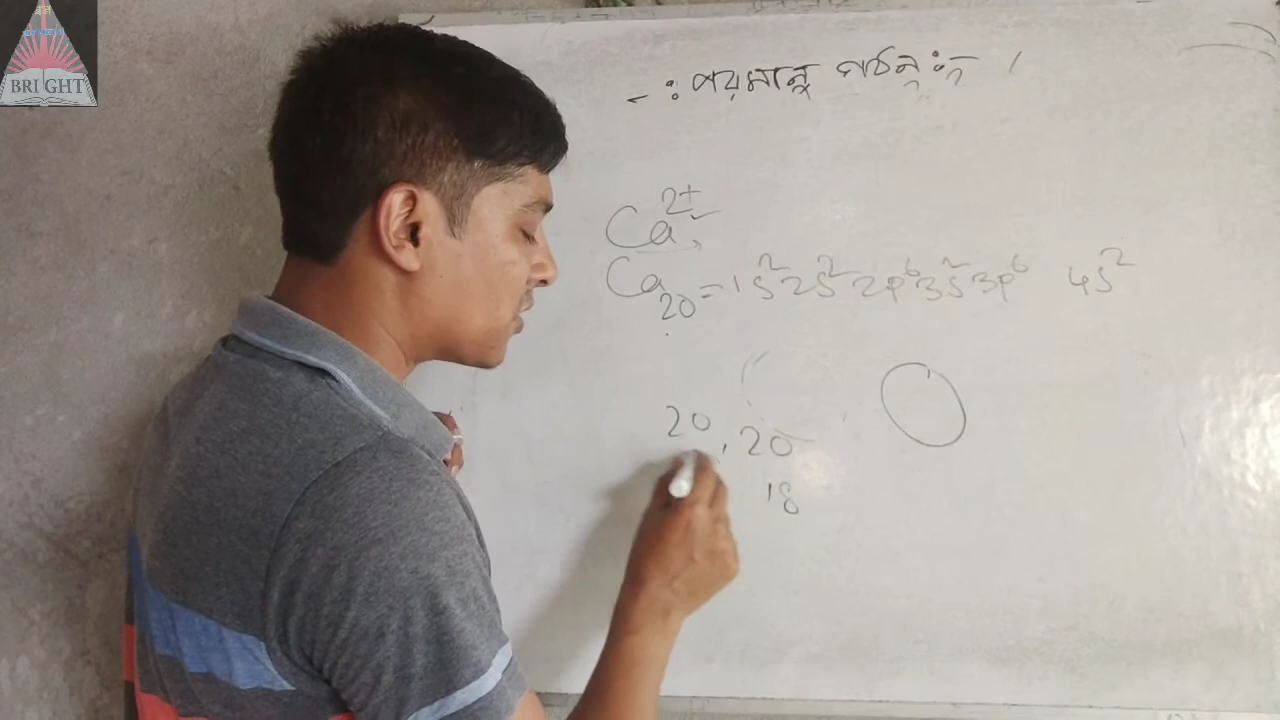 BRIGHT
-: পরমানু গঠন :-
Ca²⁺
Ca₂₀ = 1s² 2s² 2p⁶ 3s² 3p⁶ 4s²
20, 20
18